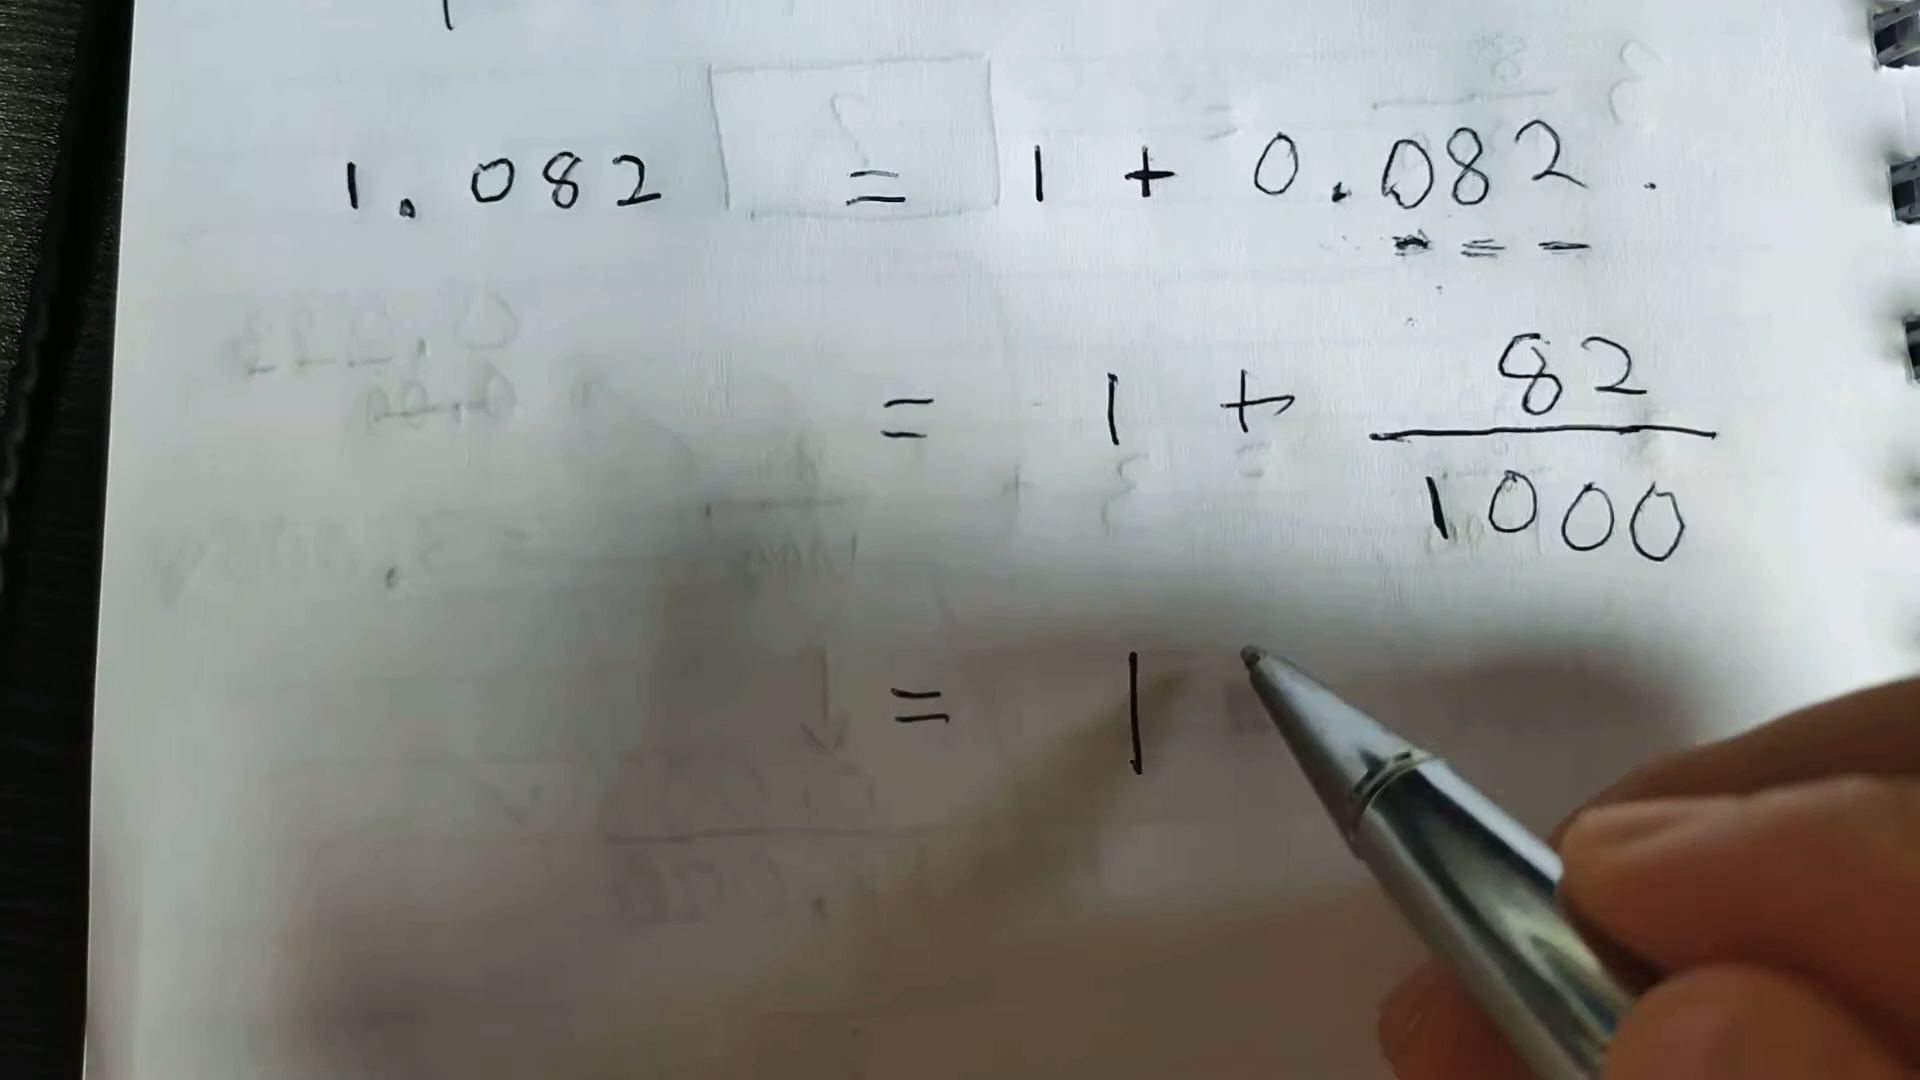 1.082 = 1 + 0.082.
= 1 + 82/1000
= 1